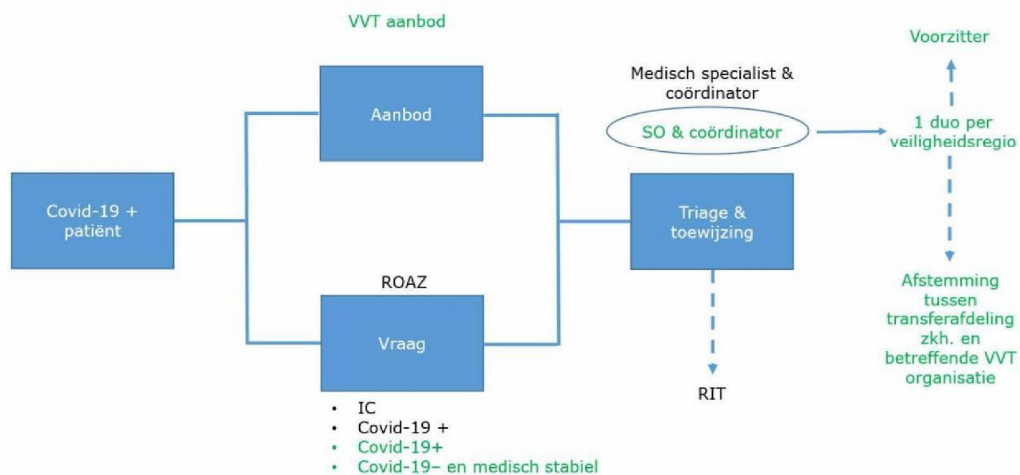 VVT aanbod
Aanbod
Covid-19 +
patiënt
ROAZ
Vraag
• IC
• Covid-19 +
• Covid-19+
• Covid-19– en medisch stabiel
Medisch specialist &
coördinator
SO & coördinator
Triage &
toewijzing
RIT
Voorzitter
1 duo per
veiligheidsregio
Afstemming
tussen
transferafdeling
zkh. en
betreffende VVT
organisatie